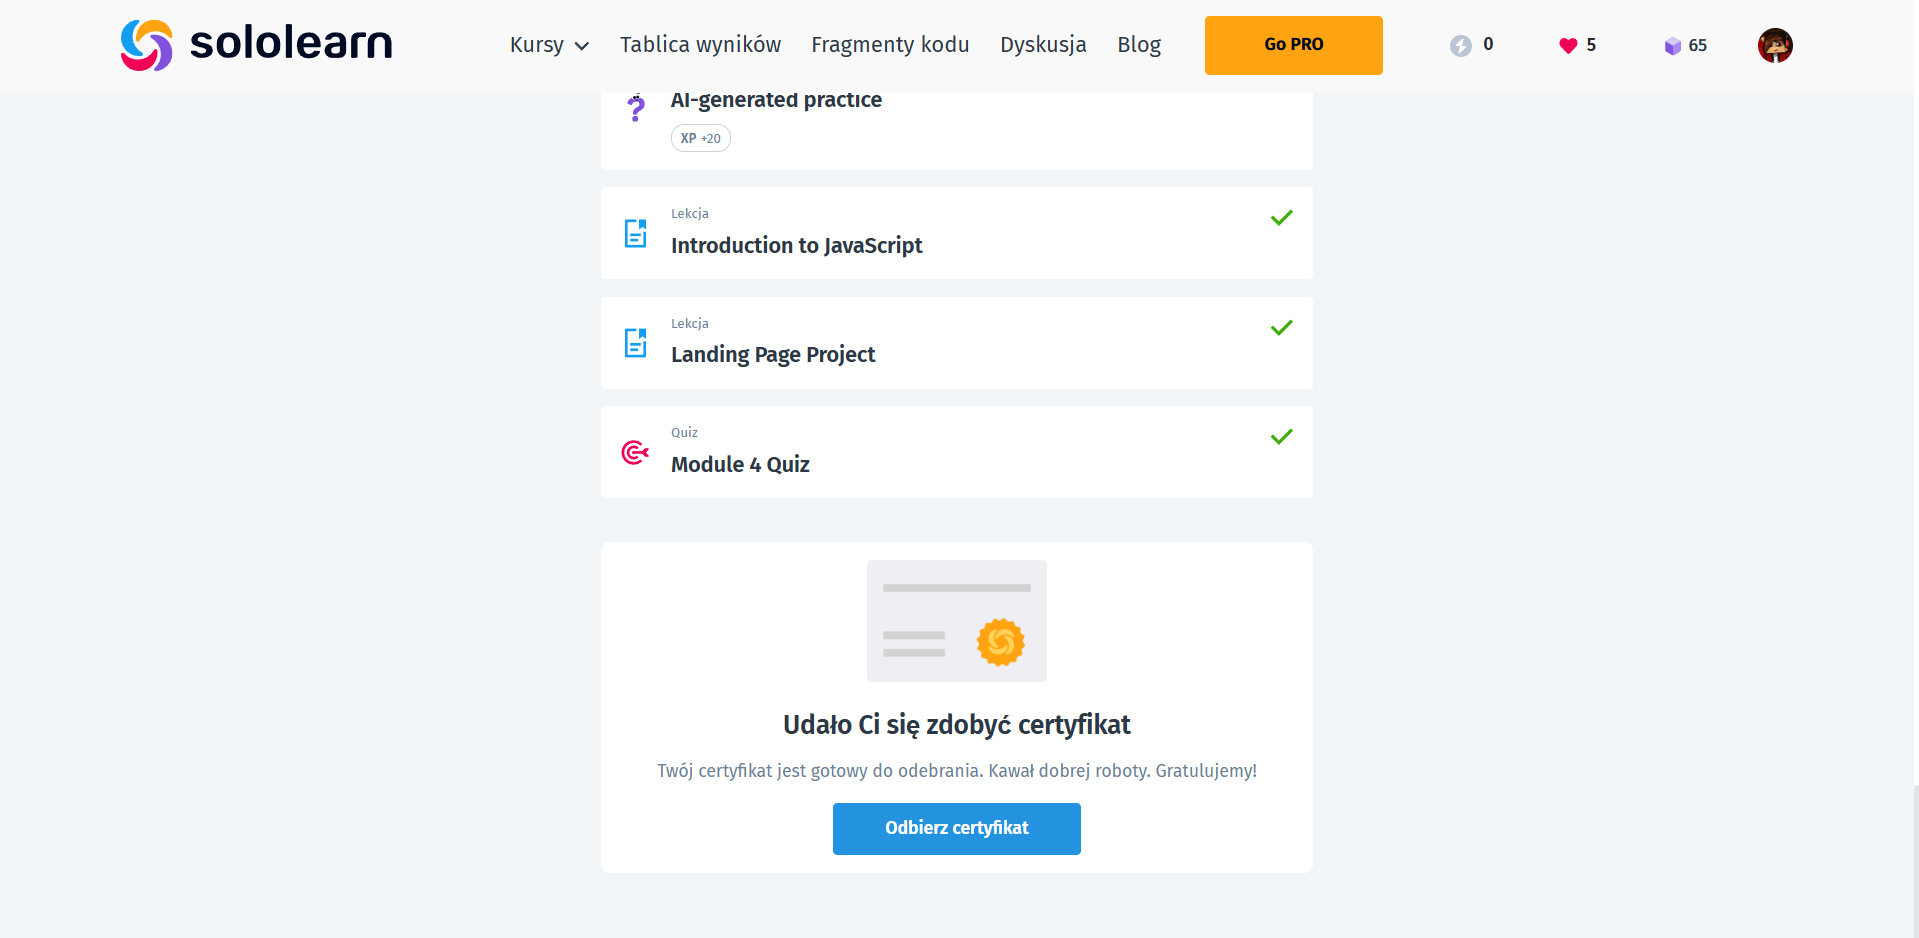 sololearn
Kursy Tablica wyników Fragmenty kodu Dyskusja Blog Go PRO 0 5 65
AI-generated practice
XP +20
Lekcja
Introduction to JavaScript
Lekcja
Landing Page Project
Quiz
Module 4 Quiz
Udało Ci się zdobyć certyfikat
Twój certyfikat jest gotowy do odebrania. Kawał dobrej roboty. Gratulujemy!
Odbierz certyfikat